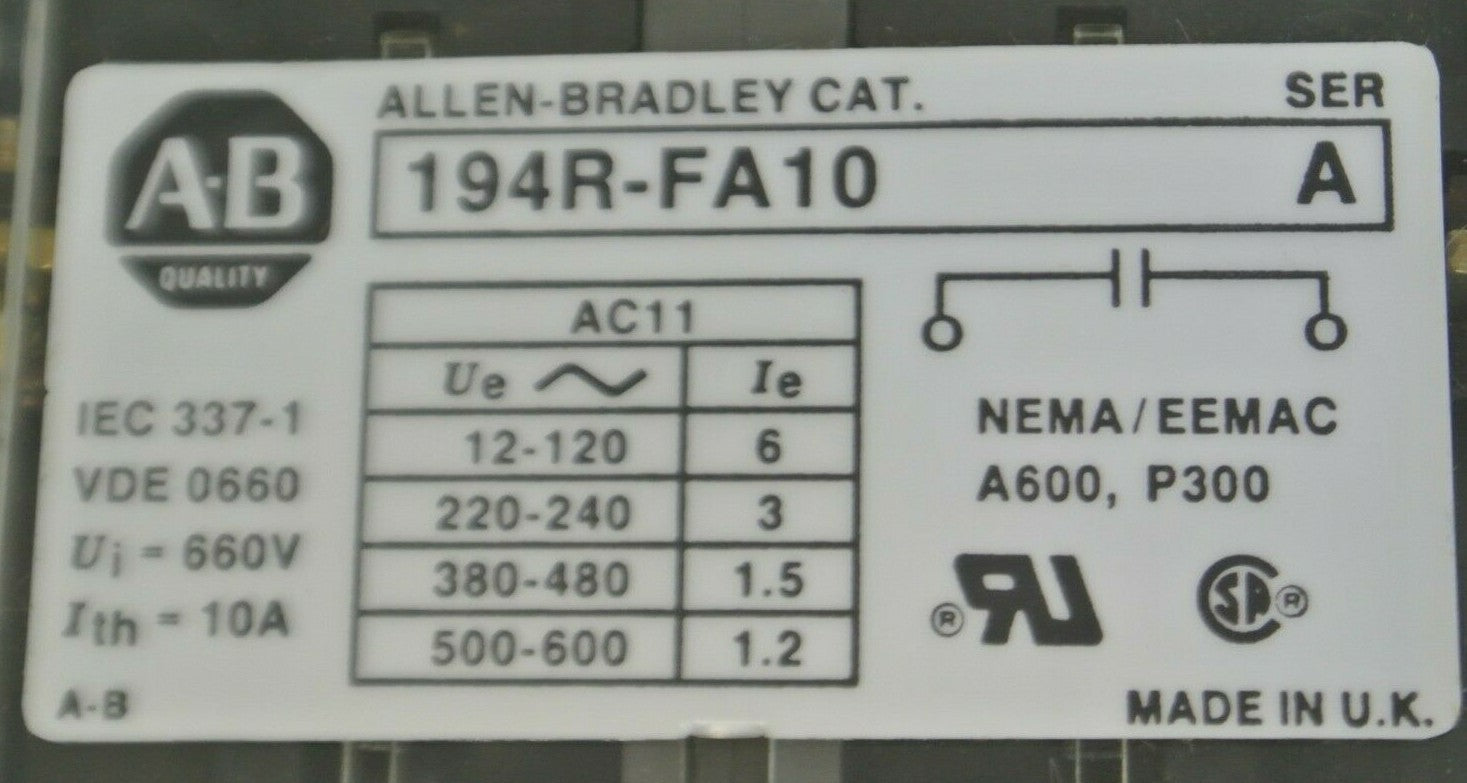 ALLEN-BRADLEY CAT. SER
A-B
QUALITY
194R-FA10 A
AC11
Ue Ie
12-120 6
220-240 3
380-480 1.5
500-600 1.2
IEC 337-1
VDE 0660
Ui = 660V
Ith = 10A
A-B
NEMA/EEMAC
A600, P300
® UR
SA ®
MADE IN U.K.